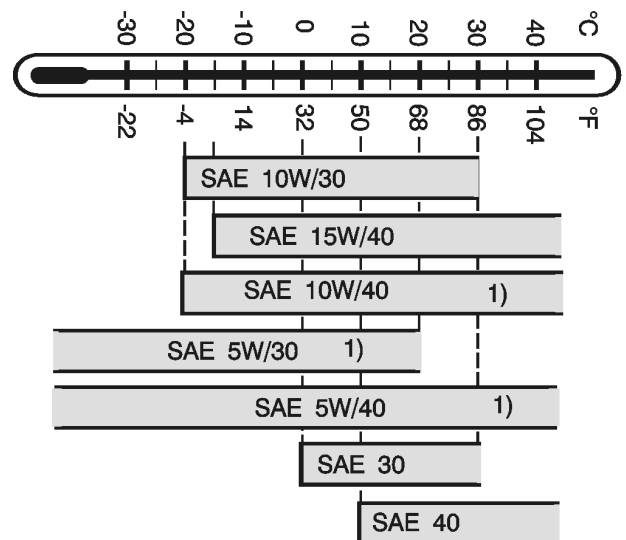 -30 -20 -10 0 10 20 30 40 °C
-22 -4 14 32 50 68 86 104 °F
SAE 10W/30
SAE 15W/40
SAE 10W/40 1)
SAE 5W/30 1)
SAE 5W/40 1)
SAE 30
SAE 40